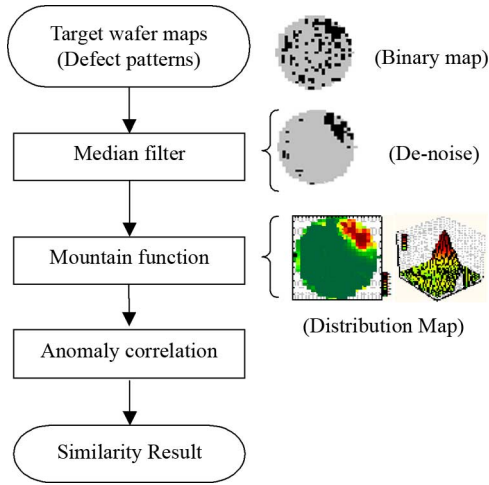 Target wafer maps
(Defect patterns)
(Binary map)
Median filter
(De-noise)
Mountain function
(Distribution Map)
Anomaly correlation
Similarity Result